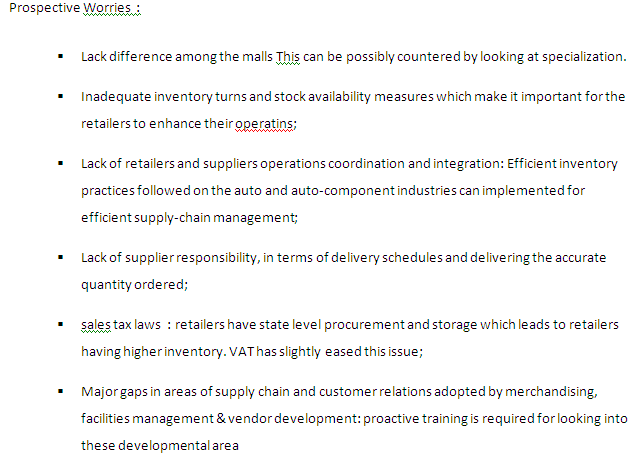 Prospective Worries :
▪ Lack difference among the malls This can be possibly countered by looking at specialization.
▪ Inadequate inventory turns and stock availability measures which make it important for the
retailers to enhance their operatins;
▪ Lack of retailers and suppliers operations coordination and integration: Efficient inventory
practices followed on the auto and auto-component industries can implemented for
efficient supply-chain management;
▪ Lack of supplier responsibility, in terms of delivery schedules and delivering the accurate
quantity ordered;
▪ sales tax laws : retailers have state level procurement and storage which leads to retailers
having higher inventory. VAT has slightly eased this issue;
▪ Major gaps in areas of supply chain and customer relations adopted by merchandising,
facilities management & vendor development: proactive training is required for looking into
these developmental area